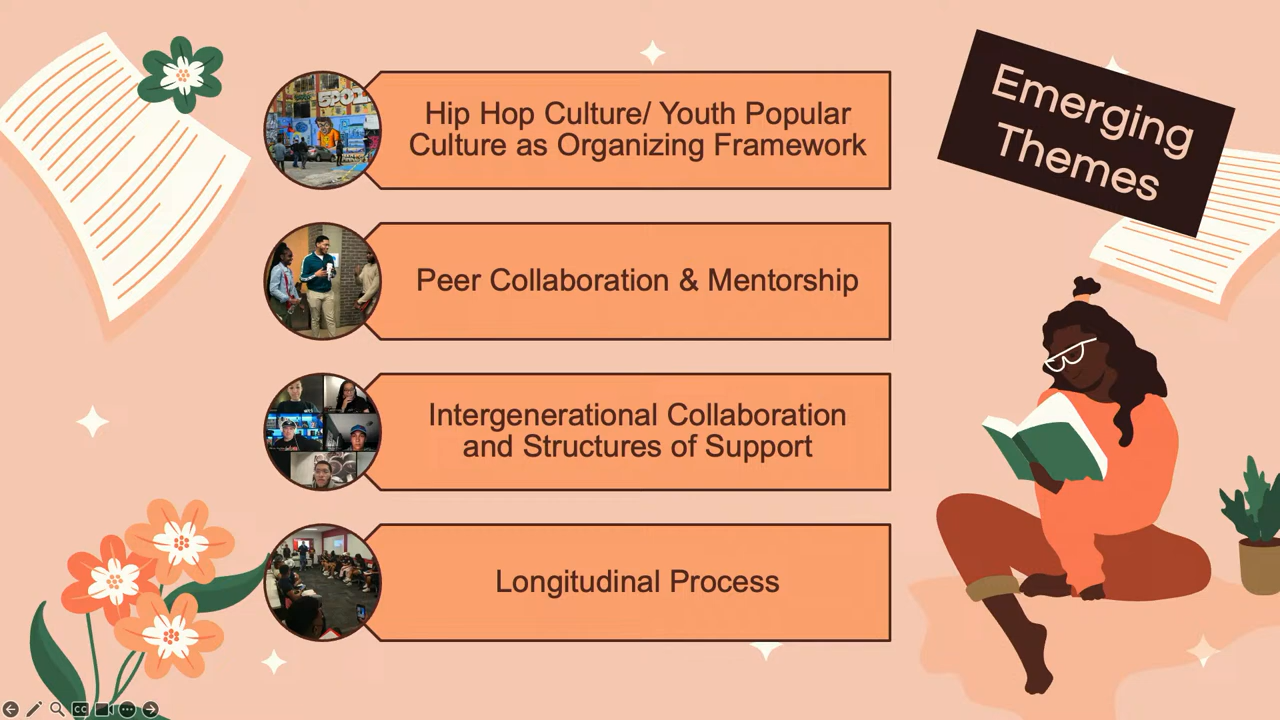 Emerging
Themes
Hip Hop Culture/ Youth Popular
Culture as Organizing Framework
Peer Collaboration & Mentorship
Intergenerational Collaboration
and Structures of Support
Longitudinal Process
CC